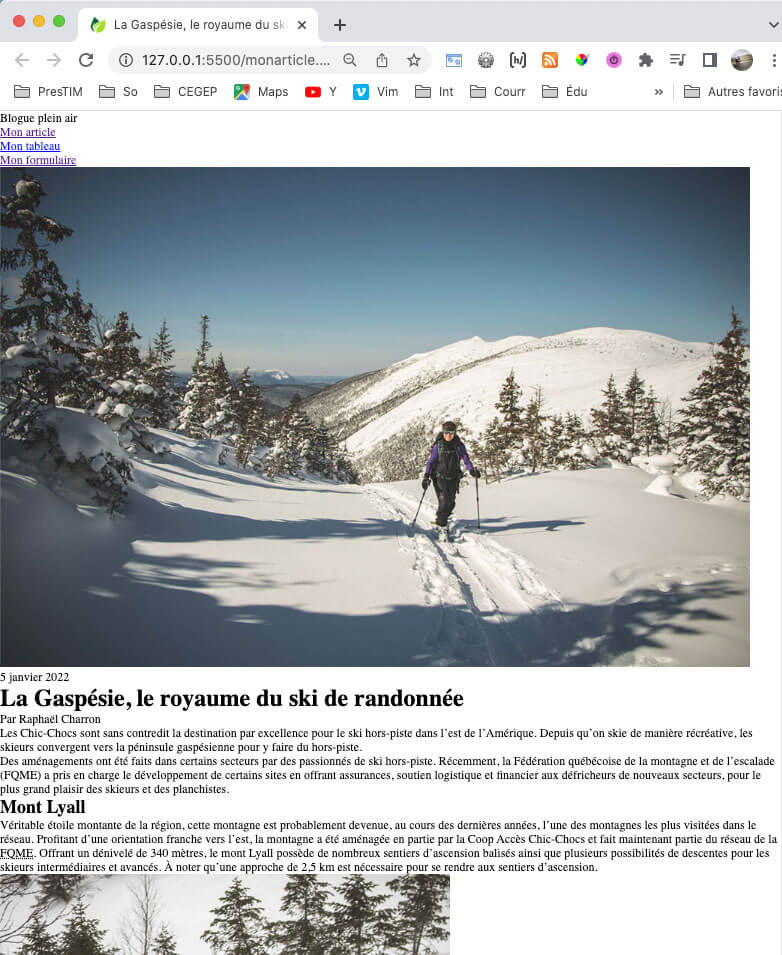 La Gaspésie, le royaume du sk
127.0.0.1:5500/monarticle....
[h]
PresTIM So CEGEP Maps Y Vim Int Courr Édu » Autres favoris
Blogue plein air
Mon article
Mon tableau
Mon formulaire
5 janvier 2022
La Gaspésie, le royaume du ski de randonnée
Par Raphaël Charron
Les Chic-Chocs sont sans contredit la destination par excellence pour le ski hors-piste dans l’est de l’Amérique. Depuis qu’on skie de manière récréative, les
skieurs convergent vers la péninsule gaspésienne pour y faire du hors-piste.
Des aménagements ont été faits dans certains secteurs par des passionnés de ski hors-piste. Récemment, la Fédération québécoise de la montagne et de l’escalade
(FQME) a pris en charge le développement de certains sites en offrant assurances, soutien logistique et financier aux défricheurs de nouveaux secteurs, pour le
plus grand plaisir des skieurs et des planchistes.
Mont Lyall
Véritable étoile montante de la région, cette montagne est probablement devenue, au cours des dernières années, l’une des montagnes les plus visitées dans le
réseau. Profitant d’une orientation franche vers l’est, la montagne a été aménagée en partie par la Coop Accès Chic-Chocs et fait maintenant partie du réseau de la
FQME. Offrant un dénivelé de 340 mètres, le mont Lyall possède de nombreux sentiers d’ascension balisés ainsi que plusieurs possibilités de descentes pour les
skieurs intermédiaires et avancés. À noter qu’une approche de 2,5 km est nécessaire pour se rendre aux sentiers d’ascension.